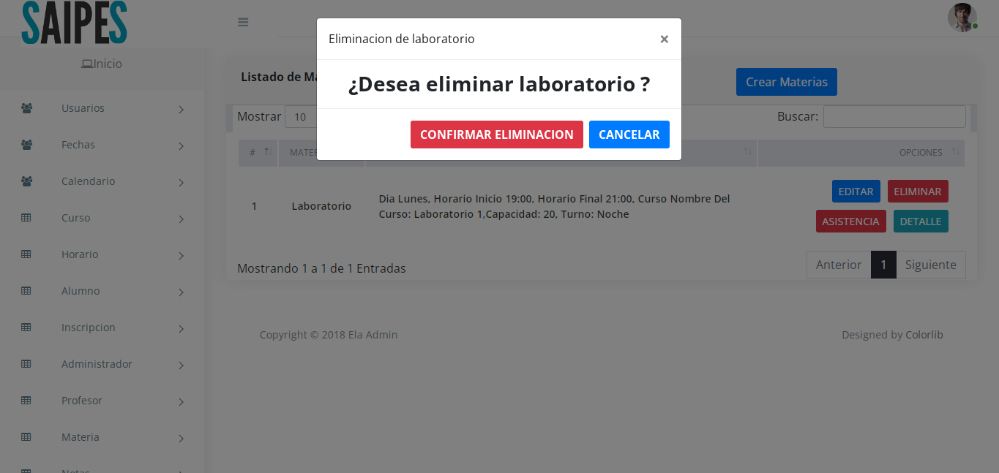 SAIPES
Eliminacion de laboratorio ×
¿Desea eliminar laboratorio ?
CONFIRMAR ELIMINACION CANCELAR
Inicio
Usuarios
Fechas
Calendario
Curso
Horario
Alumno
Inscripcion
Administrador
Profesor
Materia
Listado de
Crear Materias
Mostrar 10
Buscar:
# OPCIONES
1 Laboratorio
Dia Lunes, Horario Inicio 19:00, Horario Final 21:00, Curso Nombre Del
Curso: Laboratorio 1,Capacidad: 20, Turno: Noche
EDITAR ELIMINAR
ASISTENCIA DETALLE
Mostrando 1 a 1 de 1 Entradas
Anterior 1 Siguiente
Copyright © 2018 Ela Admin
Designed by Colorlib